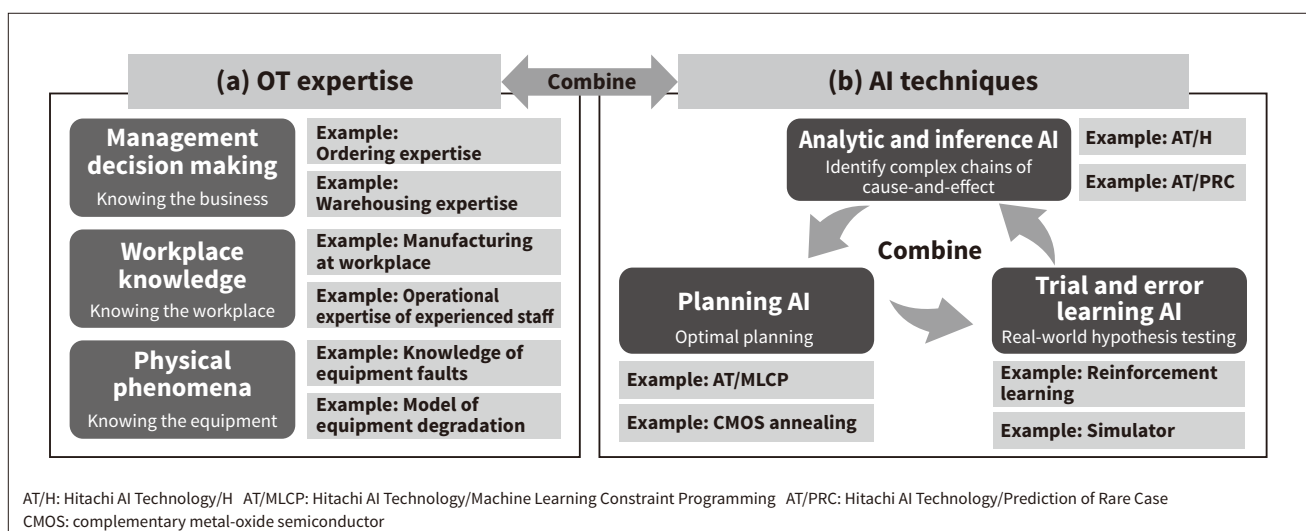 (a) OT expertise
Combine
(b) AI techniques
Management
decision making
Knowing the business
Example:
Ordering expertise
Example:
Warehousing expertise
Workplace
knowledge
Knowing the workplace
Example: Manufacturing
at workplace
Example: Operational
expertise of experienced staff
Physical
phenomena
Knowing the equipment
Example: Knowledge of
equipment faults
Example: Model of
equipment degradation
Analytic and inference AI
Identify complex chains of
cause-and-effect
Example: AT/H
Example: AT/PRC
Combine
Planning AI
Optimal planning
Example: AT/MLCP
Example: CMOS annealing
Trial and error
learning AI
Real-world hypothesis testing
Example: Reinforcement
learning
Example: Simulator
AT/H: Hitachi AI Technology/H AT/MLCP: Hitachi AI Technology/Machine Learning Constraint Programming AT/PRC: Hitachi AI Technology/Prediction of Rare Case
CMOS: complementary metal-oxide semiconductor